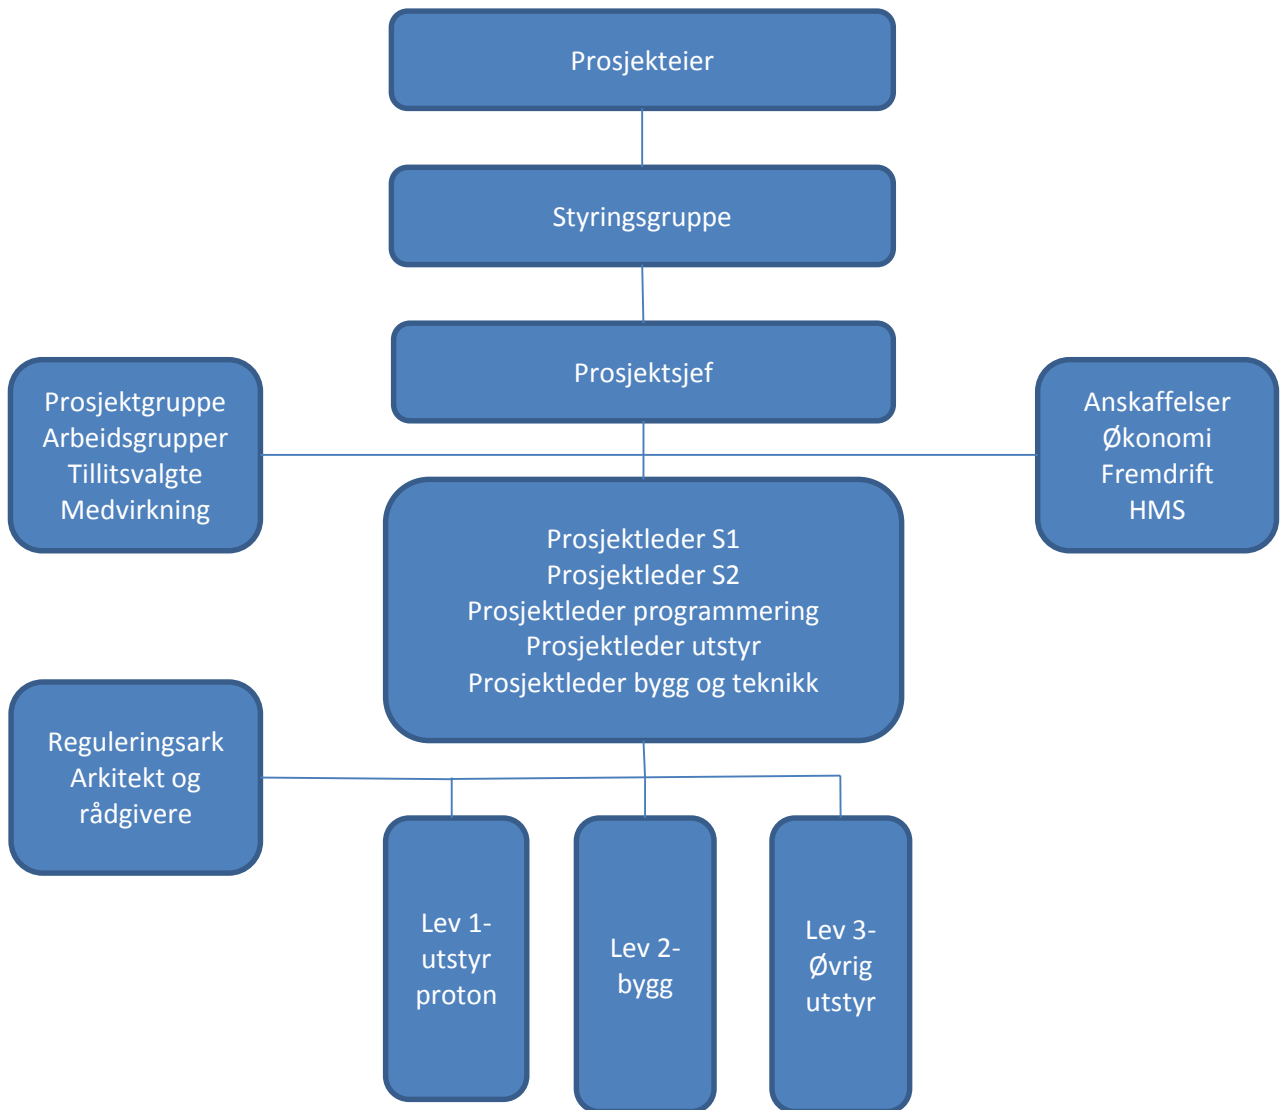 Prosjekteier
Styringsgruppe
Prosjektsjef
Prosjektgruppe
Arbeidsgrupper
Tillitsvalgte
Medvirkning
Anskaffelser
Økonomi
Fremdrift
HMS
Prosjektleder S1
Prosjektleder S2
Prosjektleder programmering
Prosjektleder utstyr
Prosjektleder bygg og teknikk
Reguleringsark
Arkitekt og
rådgivere
Lev 1-
utstyr
proton
Lev 2-
bygg
Lev 3-
Øvrig
utstyr